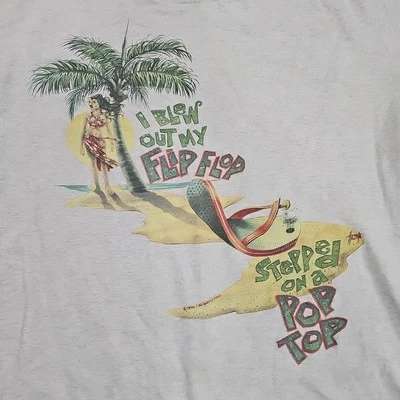 I BLEW
OUT MY
FLIP FLOP
STEPPED
ON A
POP
TOP